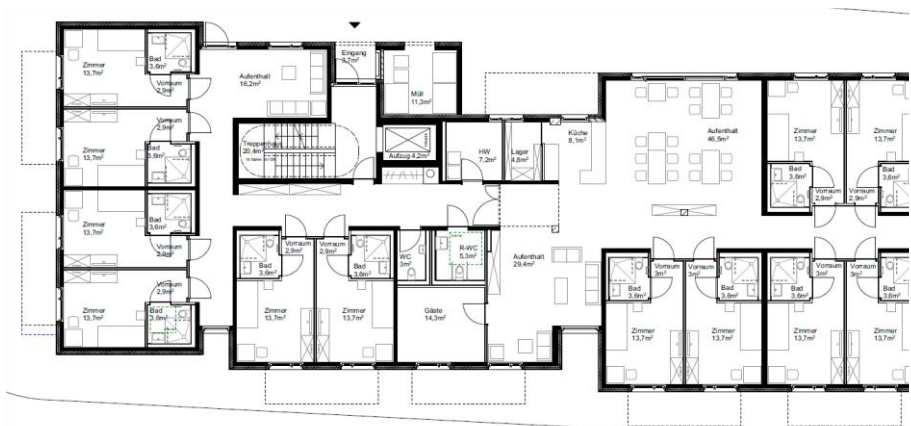 Zimmer
13,7m²
Bad
3,6m²
Vorraum
2,9m²
Aufenthalt
16,2m²
Eingang
3,7m²
Müll
11,3m²
Zimmer
13,7m²
Vorraum
2,9m²
Bad
3,6m²
Treppenhaus
20,4m²
Aufzug 4,2m²
HW
7,2m²
Lager
4,8m²
Küche
8,1m²
Aufenthalt
46,5m²
Zimmer
13,7m²
Zimmer
13,7m²
Bad
3,6m²
Vorraum
2,9m²
Vorraum
2,9m²
Bad
3,6m²
Zimmer
13,7m²
Bad
3,6m²
Vorraum
2,9m²
Zimmer
13,7m²
Vorraum
2,9m²
Bad
3,6m²
Vorraum
2,9m²
Vorraum
2,9m²
Bad
3,6m²
Bad
3,6m²
Zimmer
13,7m²
Zimmer
13,7m²
WC
3m²
R-WC
5,3m²
Gäste
14,3m²
Aufenthalt
29,4m²
Vorraum
3m²
Vorraum
3m²
Bad
3,6m²
Bad
3,6m²
Zimmer
13,7m²
Zimmer
13,7m²
Vorraum
3m²
Vorraum
3m²
Bad
3,6m²
Bad
3,6m²
Zimmer
13,7m²
Zimmer
13,7m²